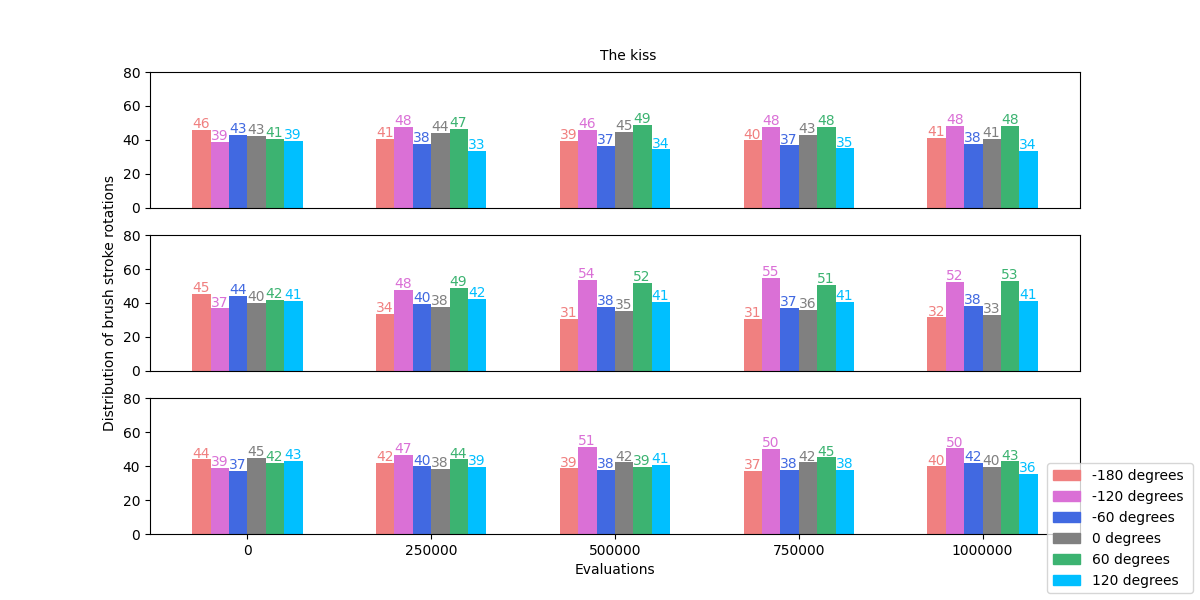 The kiss
80
60
40
20
0
46 39 43 43 41 39
41 48 38 44 47 33
39 46 37 45 49 34
40 48 37 43 48 35
41 48 38 41 48 34
Distribution of brush stroke rotations
80
60
40
20
0
45 37 44 40 42 41
34 48 40 38 49 42
31 54 38 35 52 41
31 55 37 36 51 41
32 52 38 33 53 41
80
60
40
20
0
44 39 37 45 42 43
42 47 40 38 44 39
39 51 38 42 39 41
37 50 38 42 45 38
40 50 42 40 43 36
0 250000 500000 750000 1000000
Evaluations
-180 degrees
-120 degrees
-60 degrees
0 degrees
60 degrees
120 degrees